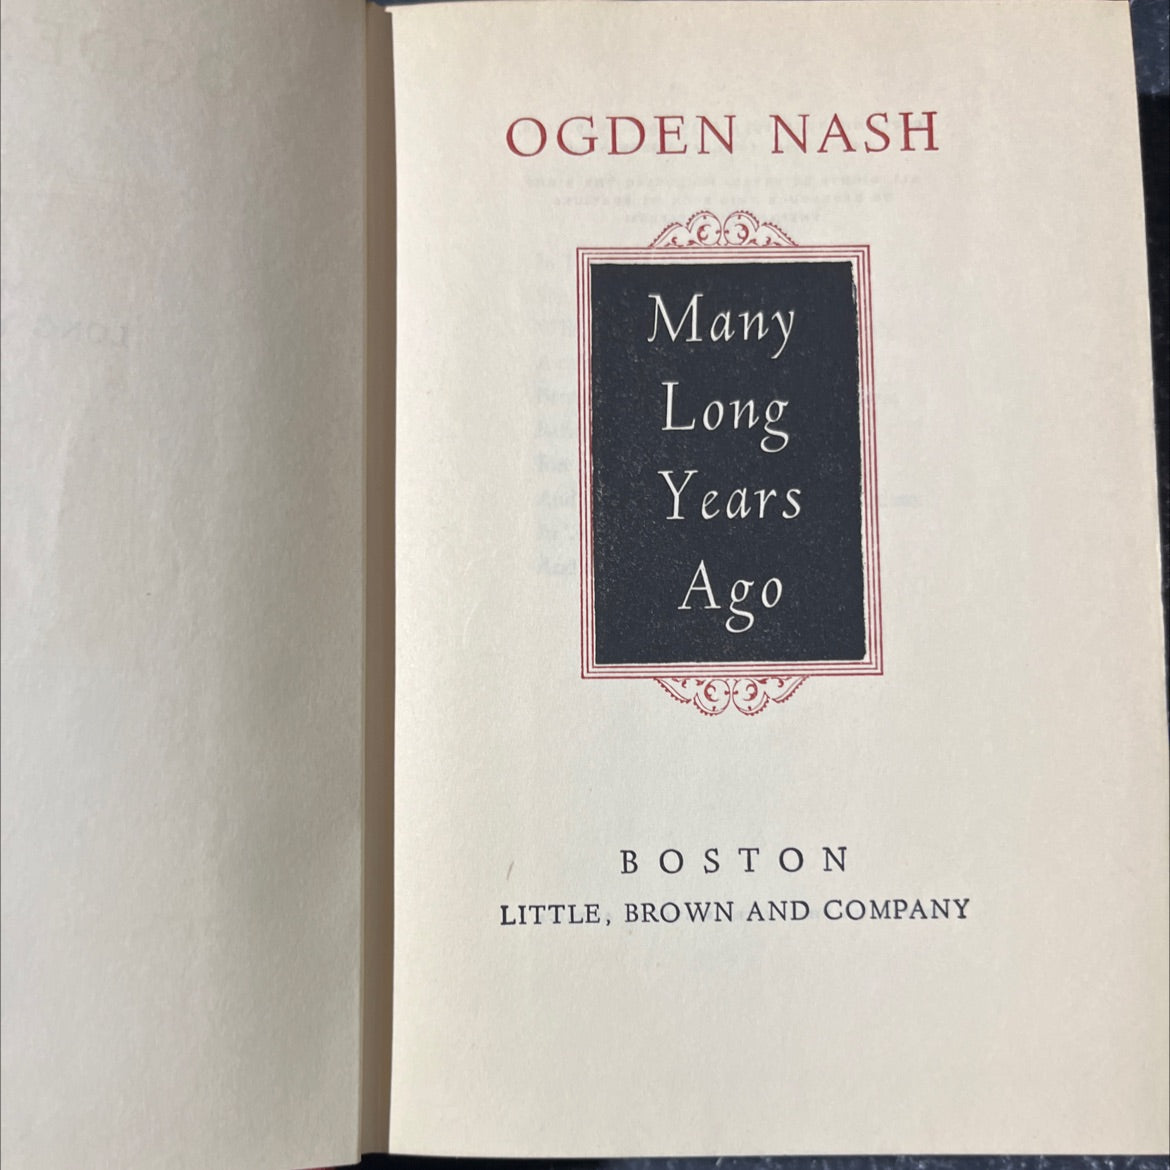 OGDEN NASH
Many
Long
Years
Ago
BOSTON
LITTLE, BROWN AND COMPANY